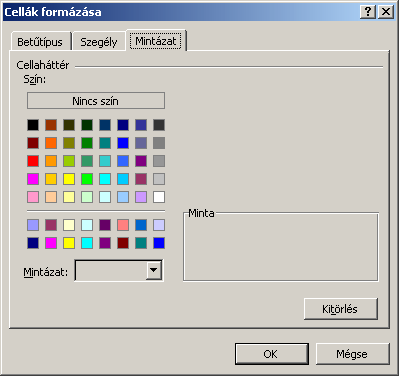 Cellák formázása
Betűtípus Szegély Mintázat
Cellaháttér
Szín:
Nincs szín
Minta
Mintázat:
Kitörlés
OK Mégse